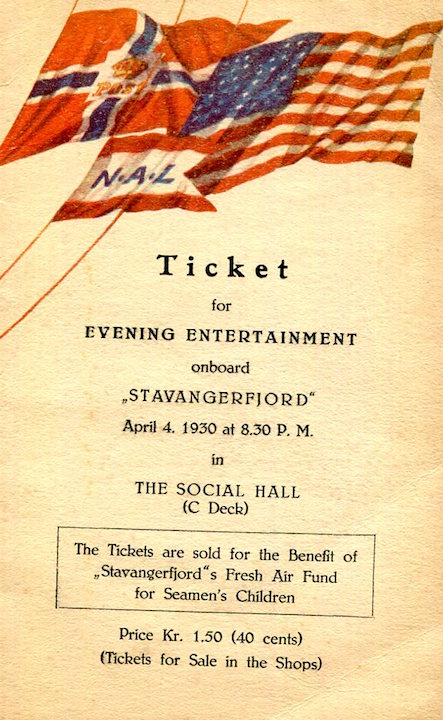 POST
N.A.L
Ticket
for
EVENING ENTERTAINMENT
onboard
„STAVANGERFJORD“
April 4. 1930 at 8.30 P. M.
in
THE SOCIAL HALL
(C Deck)
The Tickets are sold for the Benefit of
„Stavangerfjord“s Fresh Air Fund
for Seamen's Children
Price Kr. 1.50 (40 cents)
(Tickets for Sale in the Shops)